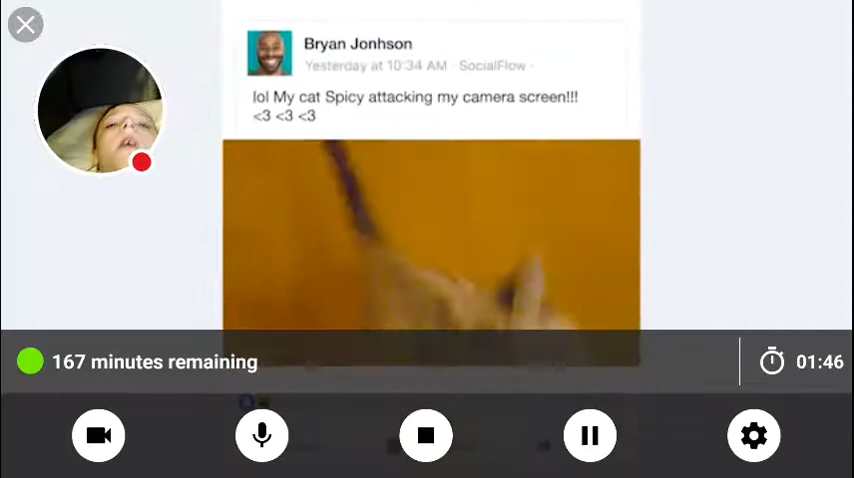 Bryan Jonhson
Yesterday at 10:34 AM · SocialFlow ·
lol My cat Spicy attacking my camera screen!!!
<3 <3 <3
167 minutes remaining
01:46